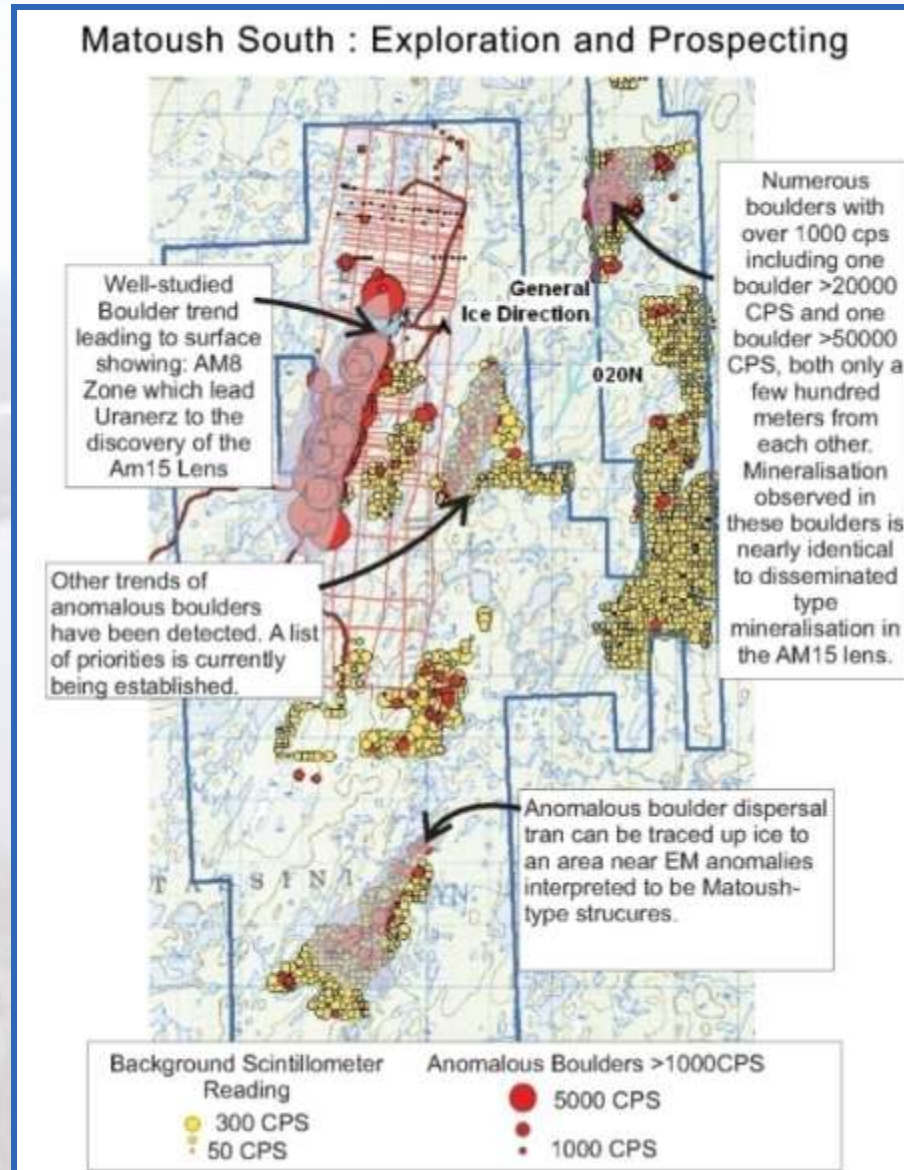 Matoush South : Exploration and Prospecting
Well-studied
Boulder trend
leading to surface
showing: AM8
Zone which lead
Uranerz to the
discovery of the
Am15 Lens
General
Ice Direction
020N
Numerous
boulders with
over 1000 cps
including one
boulder >20000
CPS and one
boulder >50000
CPS, both only a
few hundred
meters from
each other.
Mineralisation
observed in
these boulders is
nearly identical
to disseminated
type
mineralisation in
the AM15 lens.
Other trends of
anomalous boulders
have been detected. A list
of priorities is currently
being established.
Anomalous boulder dispersal
tran can be traced up ice to
an area near EM anomalies
interpreted to be Matoush-
type strucures.
Background Scintillometer
Reading
300 CPS
50 CPS
Anomalous Boulders >1000CPS
5000 CPS
1000 CPS